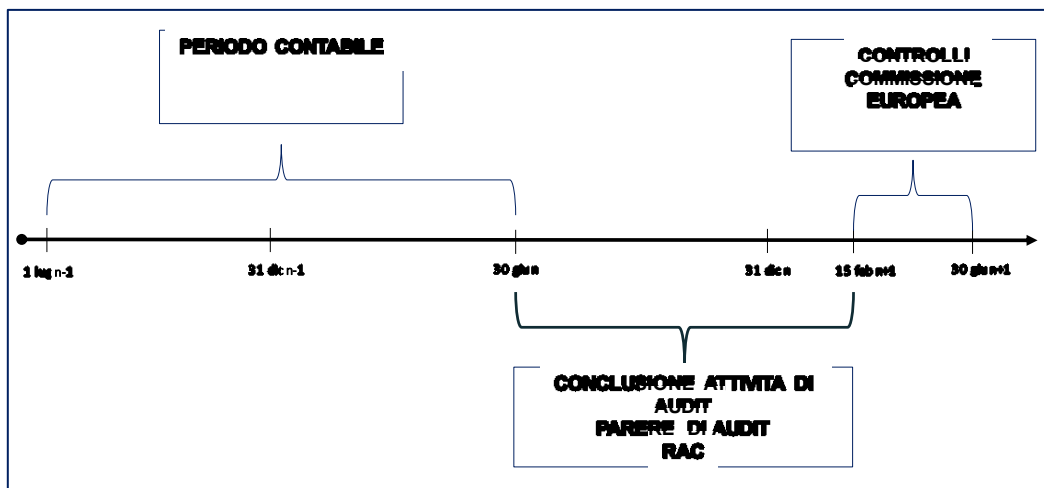 PERIODO CONTABILE
CONTROLLI
COMMISSIONE
EUROPEA
1 lug n-1
31 dic n-1
30 giu n
31 dic n
15 feb n+1
30 giu n+1
CONCLUSIONE ATTIVITA DI
AUDIT
PARERE DI AUDIT
RAC